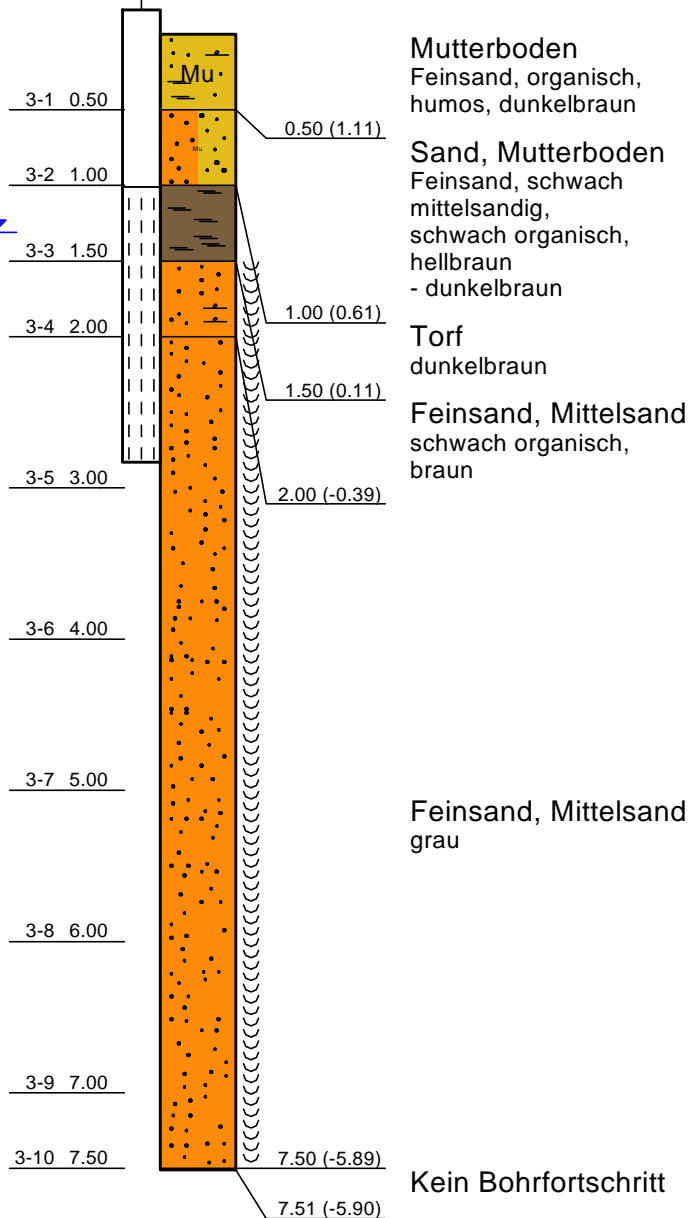 Mu
3-1 0.50
Mu
3-2 1.00
3-3 1.50
3-4 2.00
3-5 3.00
3-6 4.00
3-7 5.00
3-8 6.00
3-9 7.00
3-10 7.50
0.50 (1.11)
1.00 (0.61)
1.50 (0.11)
2.00 (-0.39)
7.50 (-5.89)
7.51 (-5.90)
Mutterboden
Feinsand, organisch,
humos, dunkelbraun
Sand, Mutterboden
Feinsand, schwach
mittelsandig,
schwach organisch,
hellbraun
- dunkelbraun
Torf
dunkelbraun
Feinsand, Mittelsand
schwach organisch,
braun
Feinsand, Mittelsand
grau
Kein Bohrfortschritt